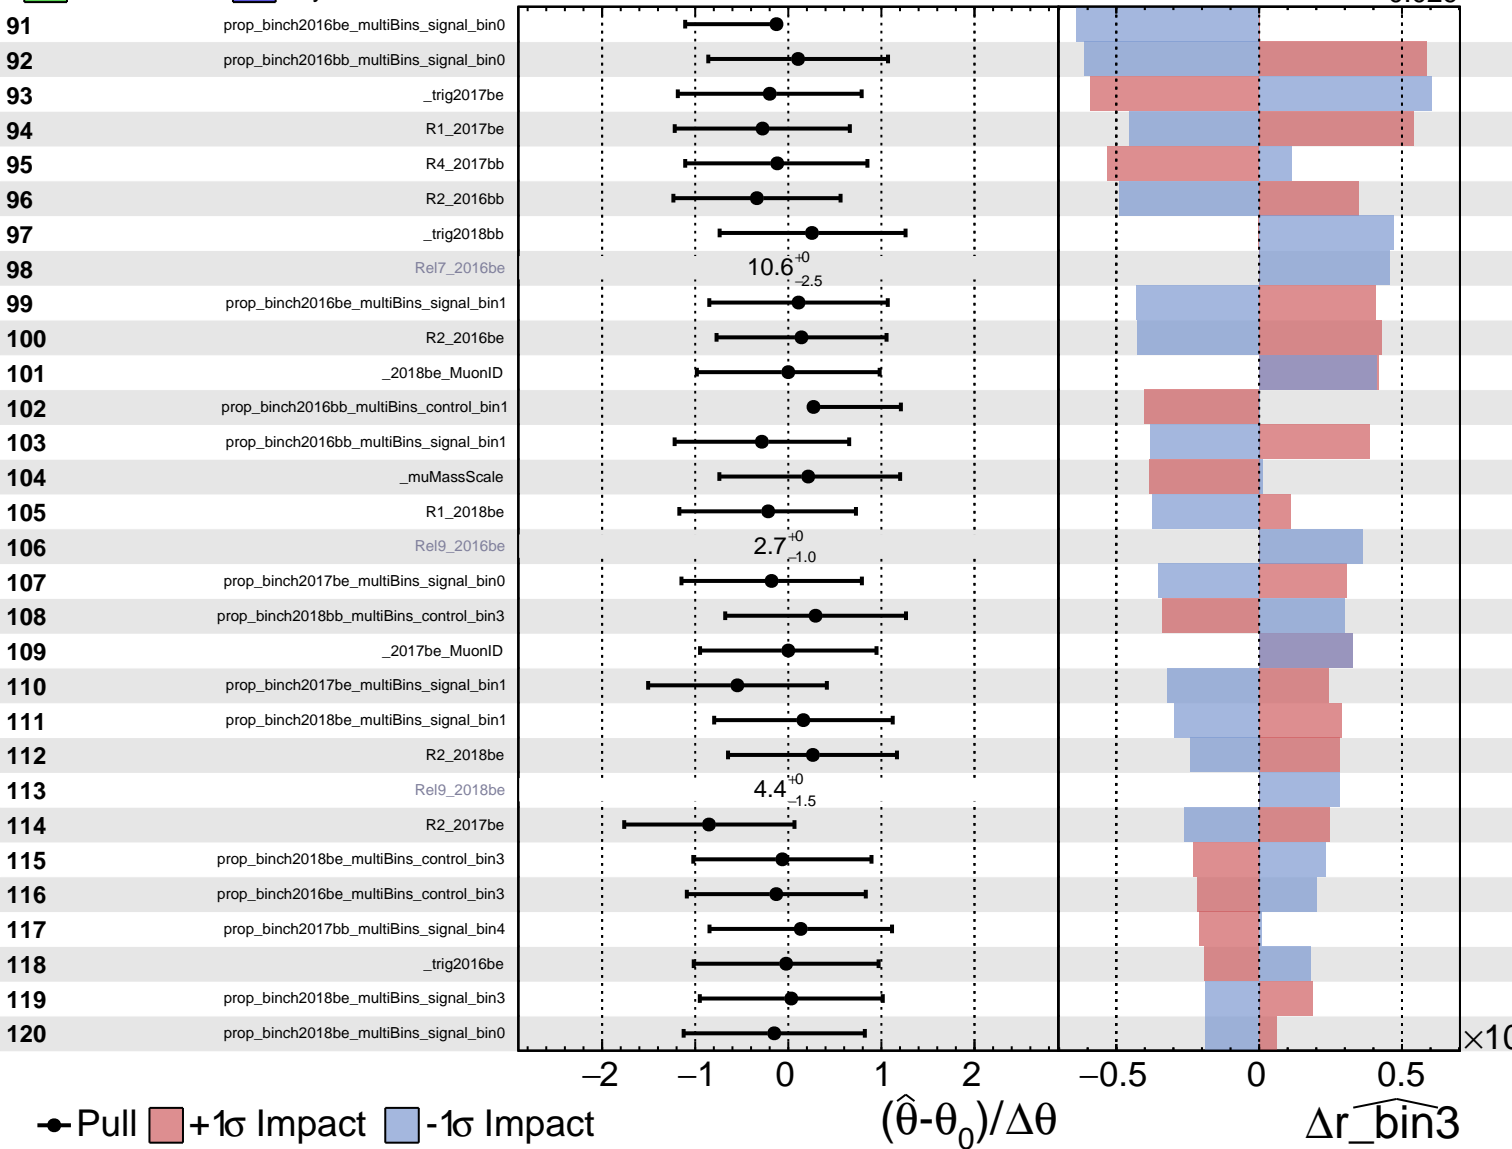 91 prop_binch2016be_multiBins_signal_bin0
92 prop_binch2016bb_multiBins_signal_bin0
93 _trig2017be
94 R1_2017be
95 R4_2017bb
96 R2_2016bb
97 _trig2018bb
98 Rel7_2016be 10.6 +0 −2.5
99 prop_binch2016be_multiBins_signal_bin1
100 R2_2016be
101 _2018be_MuonID
102 prop_binch2016bb_multiBins_control_bin1
103 prop_binch2016bb_multiBins_signal_bin1
104 _muMassScale
105 R1_2018be
106 Rel9_2016be 2.7 +0 −1.0
107 prop_binch2017be_multiBins_signal_bin0
108 prop_binch2018bb_multiBins_control_bin3
109 _2017be_MuonID
110 prop_binch2017be_multiBins_signal_bin1
111 prop_binch2018be_multiBins_signal_bin1
112 R2_2018be
113 Rel9_2018be 4.4 +0 −1.5
114 R2_2017be
115 prop_binch2018be_multiBins_control_bin3
116 prop_binch2016be_multiBins_control_bin3
117 prop_binch2017bb_multiBins_signal_bin4
118 _trig2016be
119 prop_binch2018be_multiBins_signal_bin3
120 prop_binch2018be_multiBins_signal_bin0
−2 −1 0 1 2 −0.5 0 0.5
Pull +1σ Impact -1σ Impact (θ̂-θ₀)/Δθ Δr_bin3